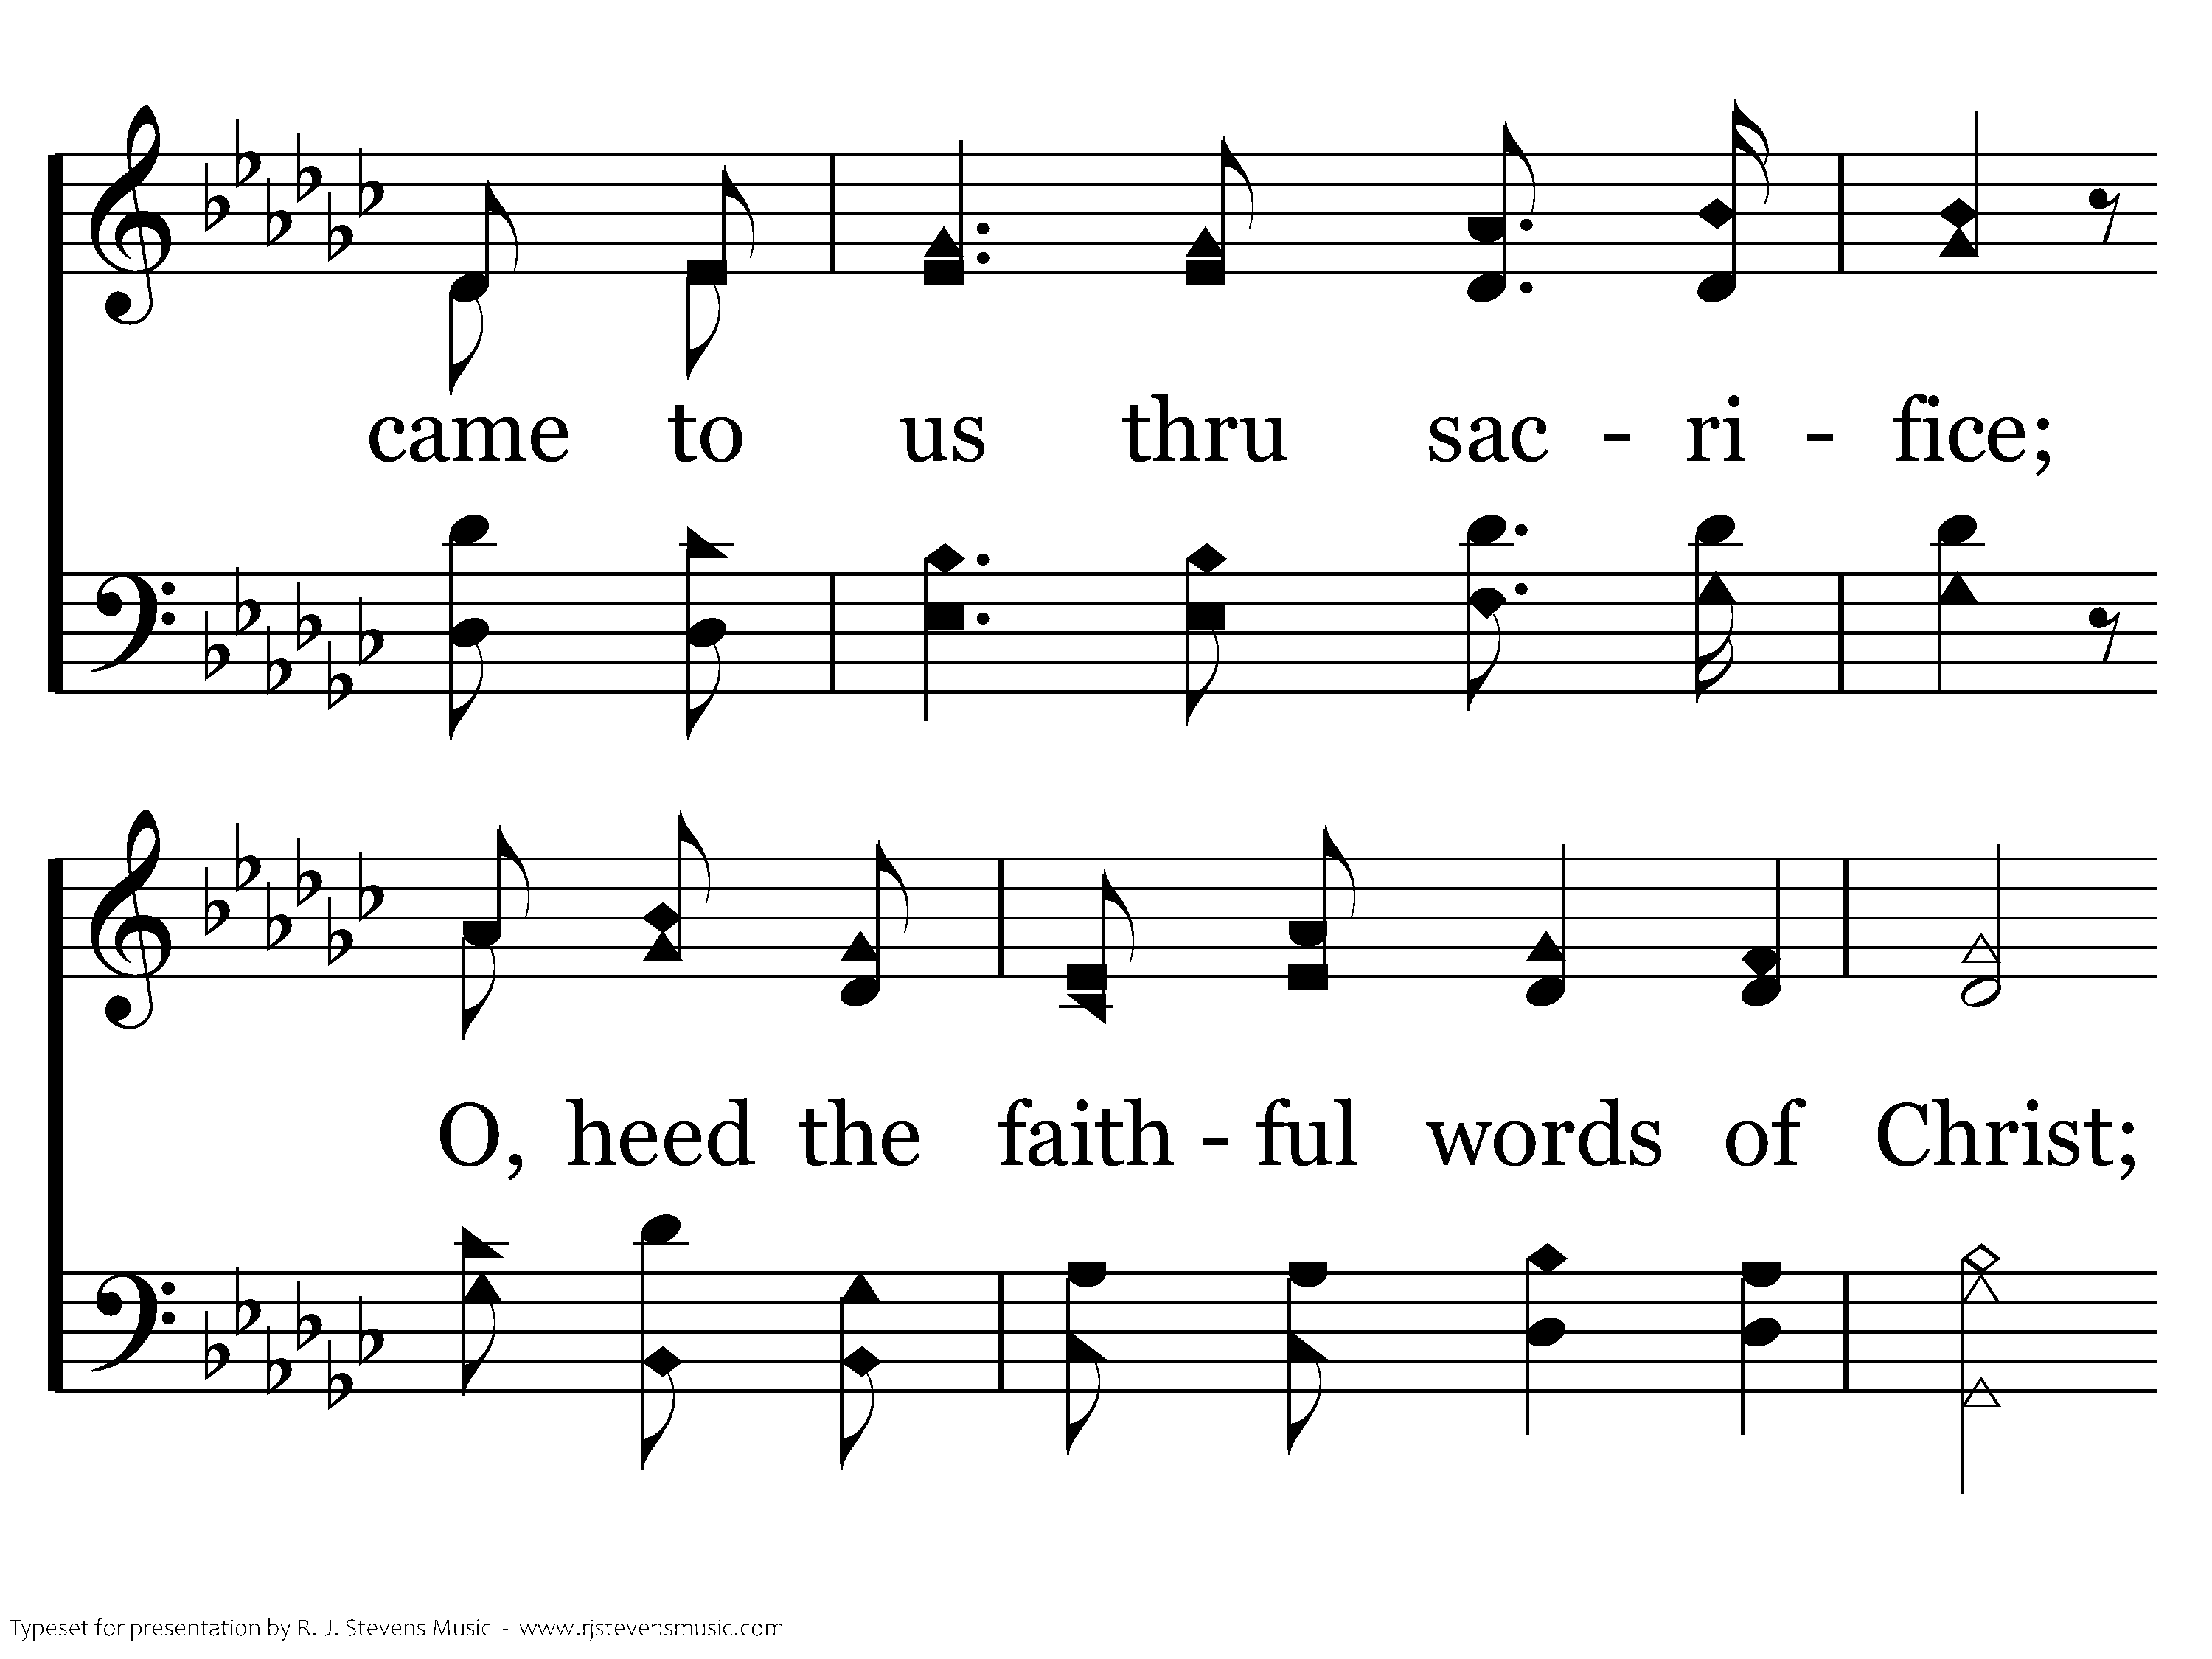 came to us thru sac - ri - fice;
O, heed the faith - ful words of Christ;
Typeset for presentation by R. J. Stevens Music - www.rjstevensmusic.com